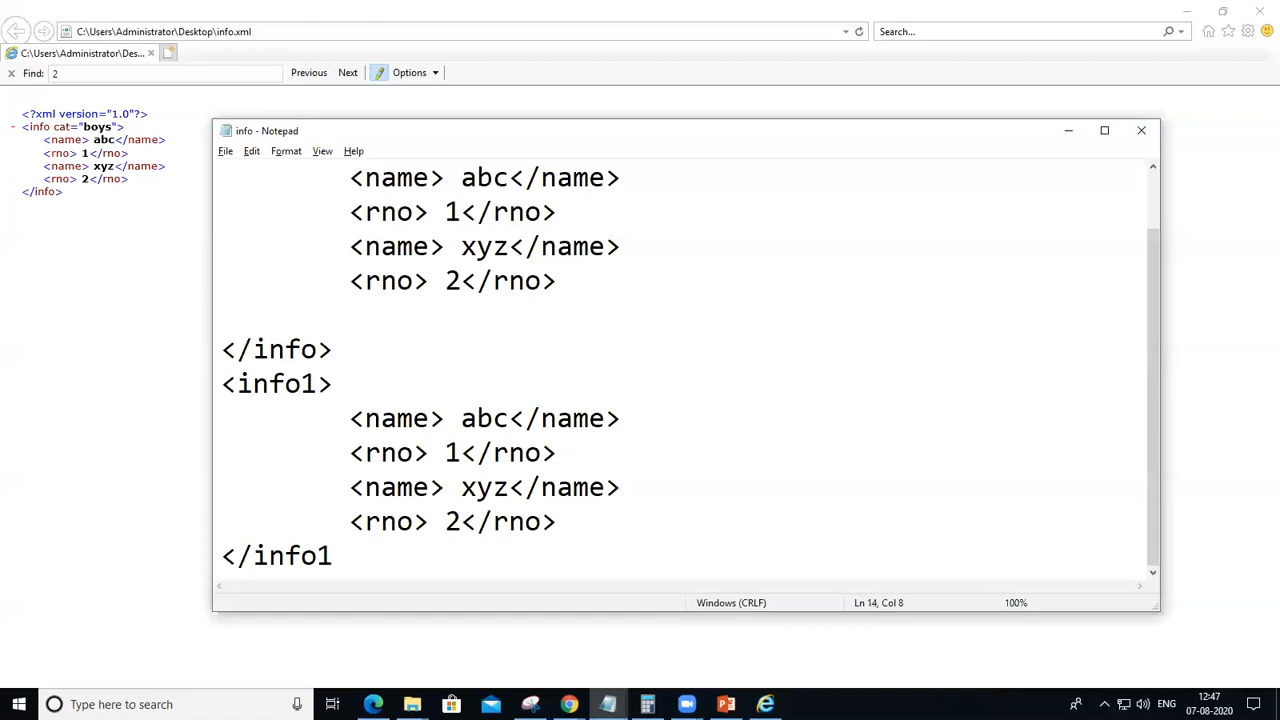 C:\Users\Administrator\Desktop\info.xml
Search...
C:\Users\Administrator\Des...
Find: 2 Previous Next Options
<?xml version="1.0"?>
- <info cat="boys">
<name> abc</name>
<rno> 1</rno>
<name> xyz</name>
<rno> 2</rno>
</info>
info - Notepad
File Edit Format View Help
<name> abc</name>
<rno> 1</rno>
<name> xyz</name>
<rno> 2</rno>
</info>
<info1>
<name> abc</name>
<rno> 1</rno>
<name> xyz</name>
<rno> 2</rno>
</info1
Windows (CRLF) Ln 14, Col 8 100%
Type here to search
ENG
12:47
07-08-2020